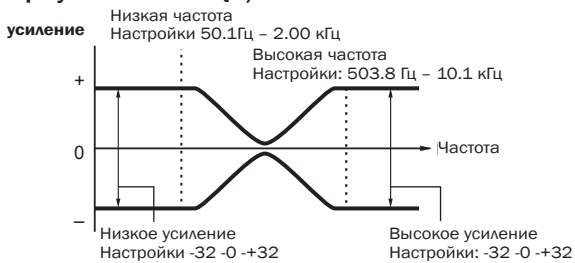 Низкая частота
усиление
Настройки 50.1Гц – 2.00 кГц
Высокая частота
Настройки: 503.8 Гц – 10.1 кГц
+
0
Частота
–
Низкое усиление
Настройки -32 -0 -+32
Высокое усиление
Настройки: -32 -0 -+32